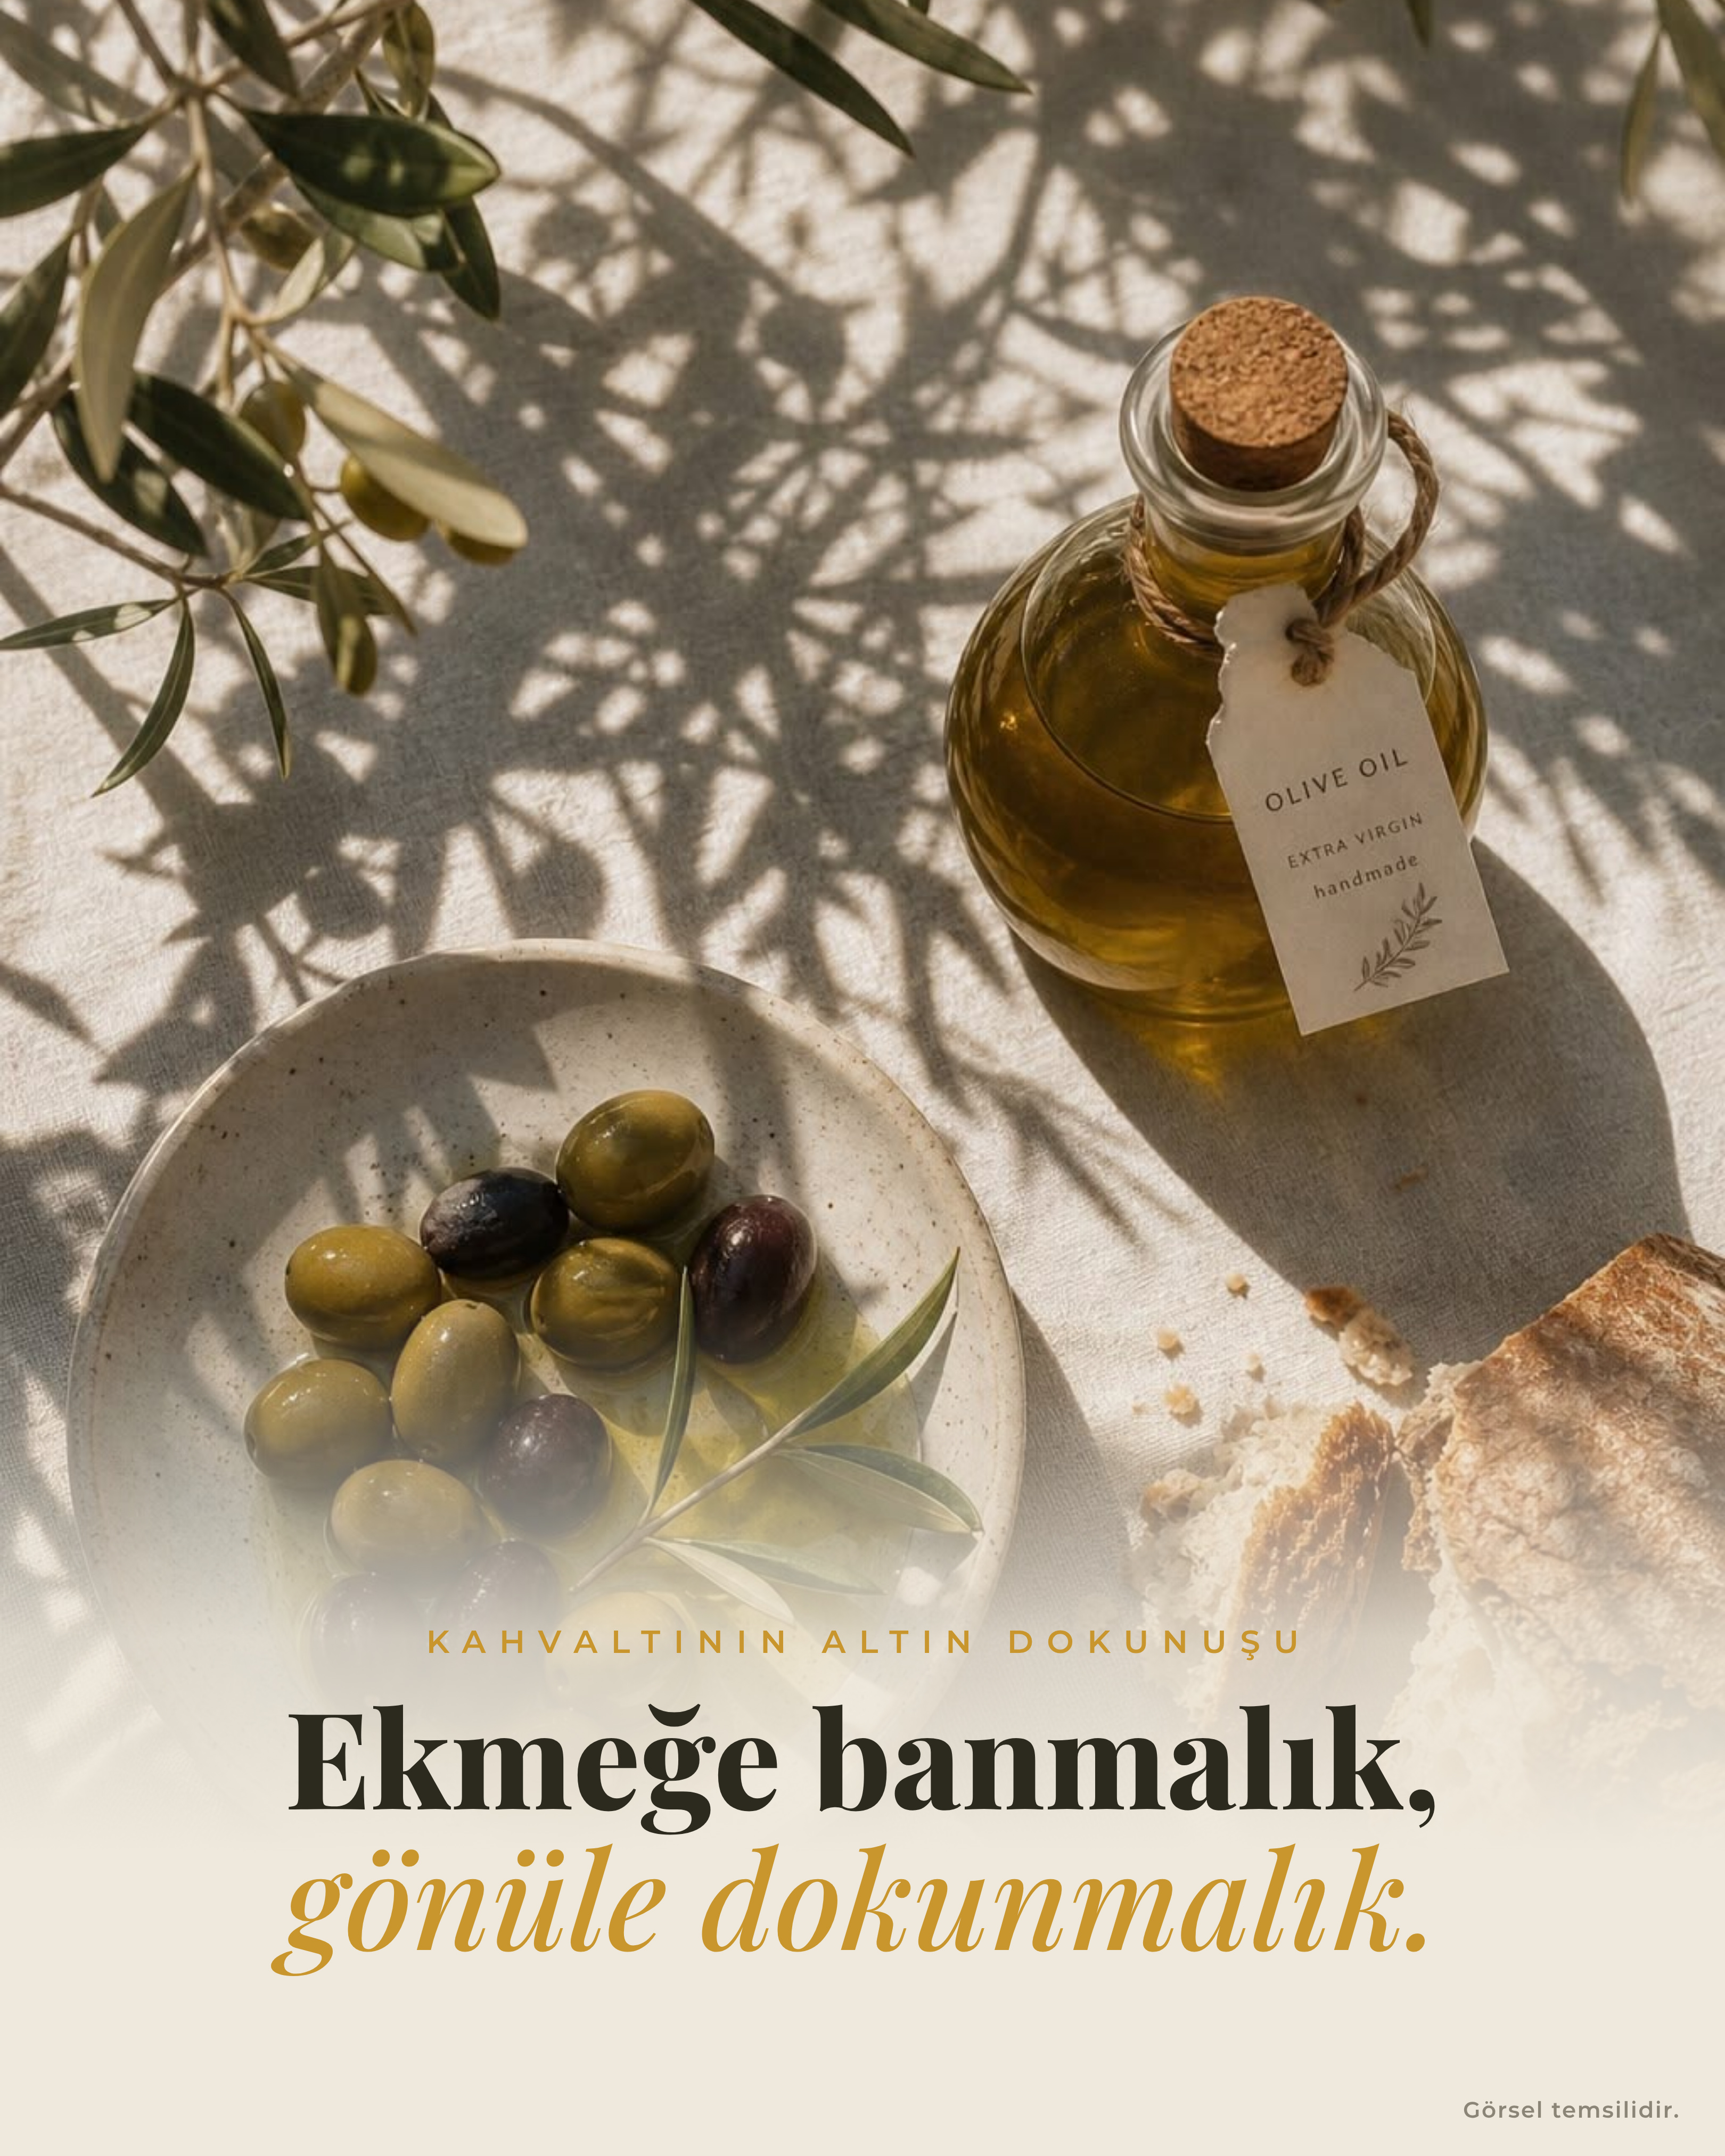 OLIVE OIL
EXTRA VIRGIN
handmade
KAHVALTININ ALTIN DOKUNUŞU
Ekmeğe banmalık,
gönüle dokunmalık.
Görsel temsilidir.